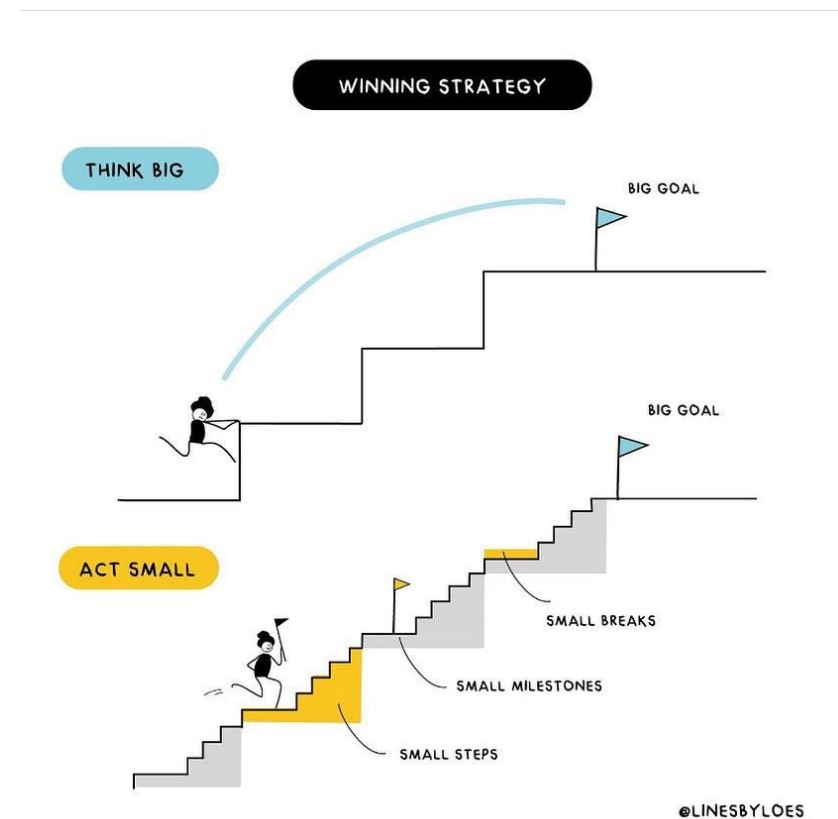 WINNING STRATEGY
THINK BIG
BIG GOAL
BIG GOAL
ACT SMALL
SMALL BREAKS
SMALL MILESTONES
SMALL STEPS
@LINESBYLOES